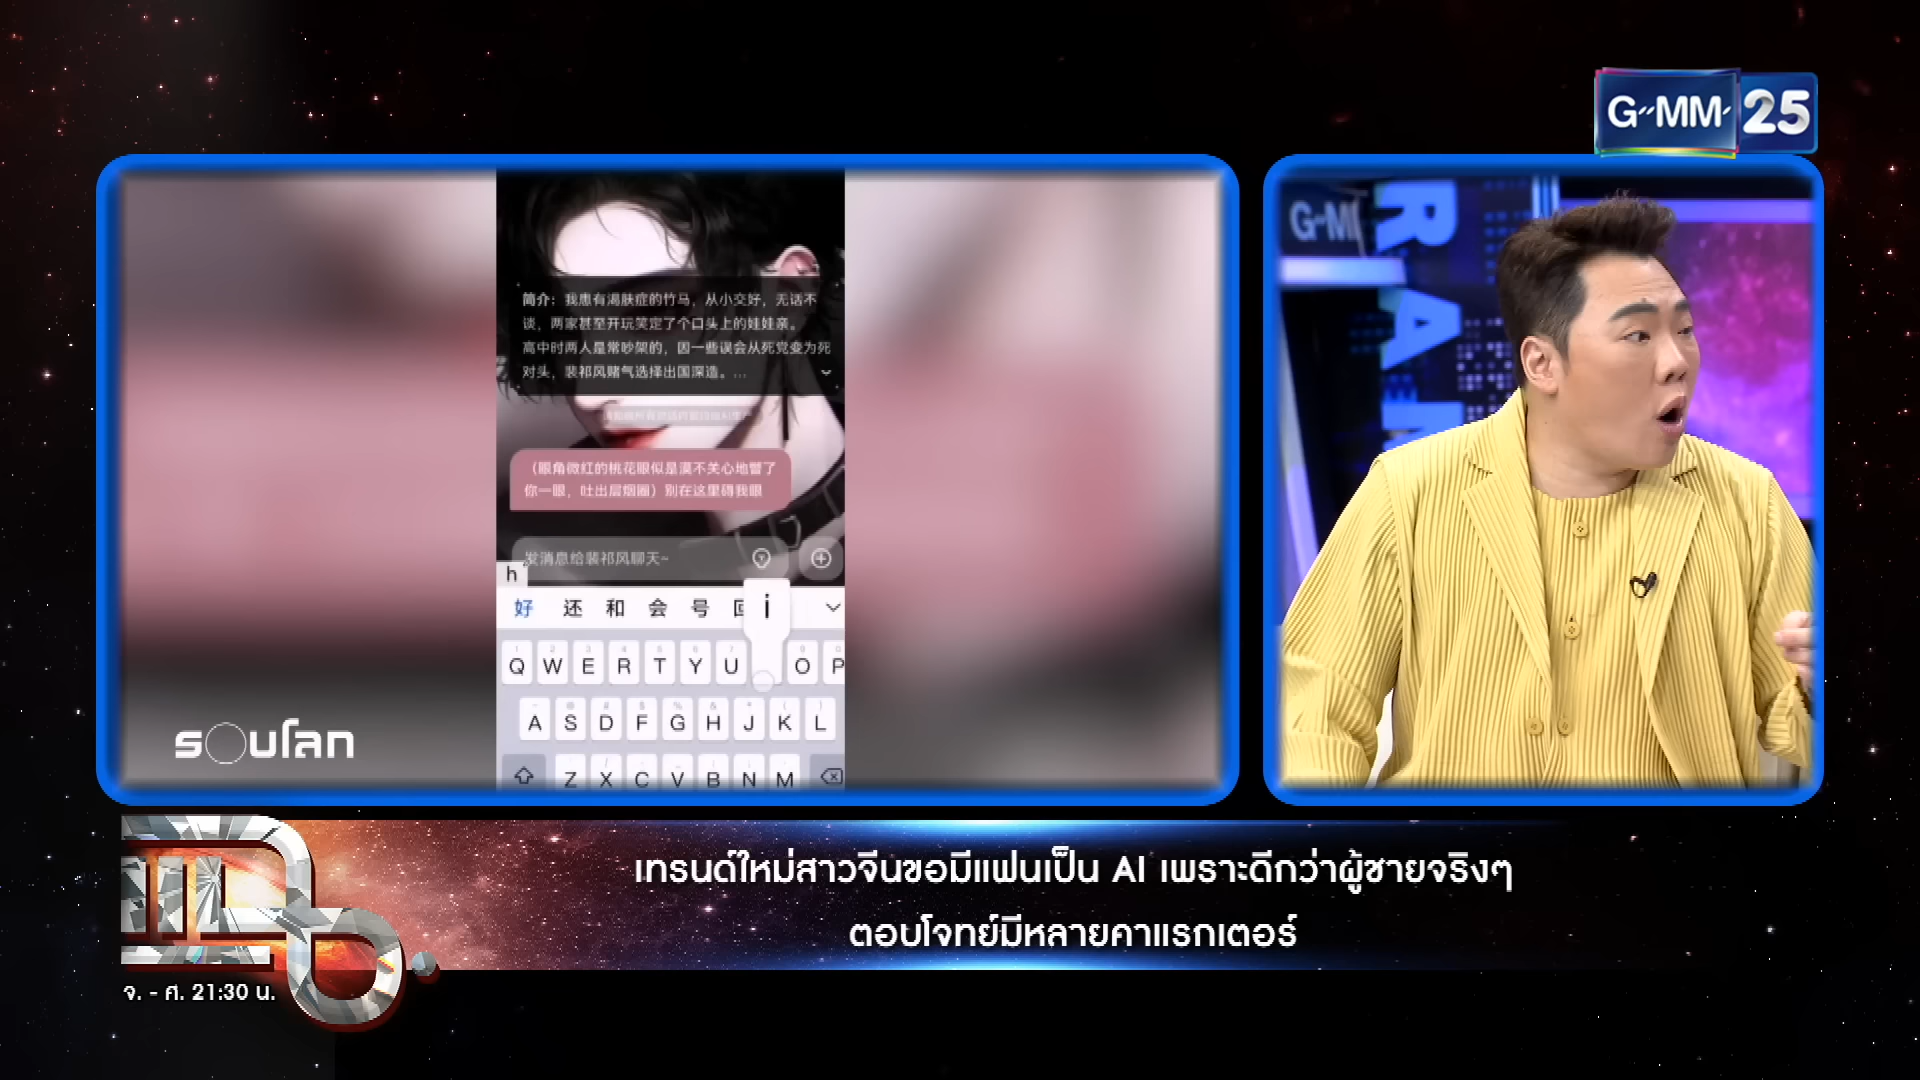 GMM 25
G-M
RIAN
简介：我患有渴肤症的竹马，从小交好，无话不
谈，两家甚至开玩笑定了个口头上的娃娃亲。
高中时两人是常吵架的，因一些误会从死党变为死
对头，裴祁风赌气选择出国深造。...
（眼角微红的桃花眼似是漠不关心地瞥了
你一眼，吐出层烟圈）别在这里碍我眼
发消息给裴祁风聊天~
h
好 还 和 会 号 i
Q W E R T Y U O P
A S D F G H J K L
Z X C V B N M
รอบโลก
แฉ
จ. - ศ. 21:30 น.
เทรนด์ใหม่สาวจีนขอมีแฟนเป็น AI เพราะดีกว่าผู้ชายจริงๆ
ตอบโจทย์มีหลายคาแรกเตอร์